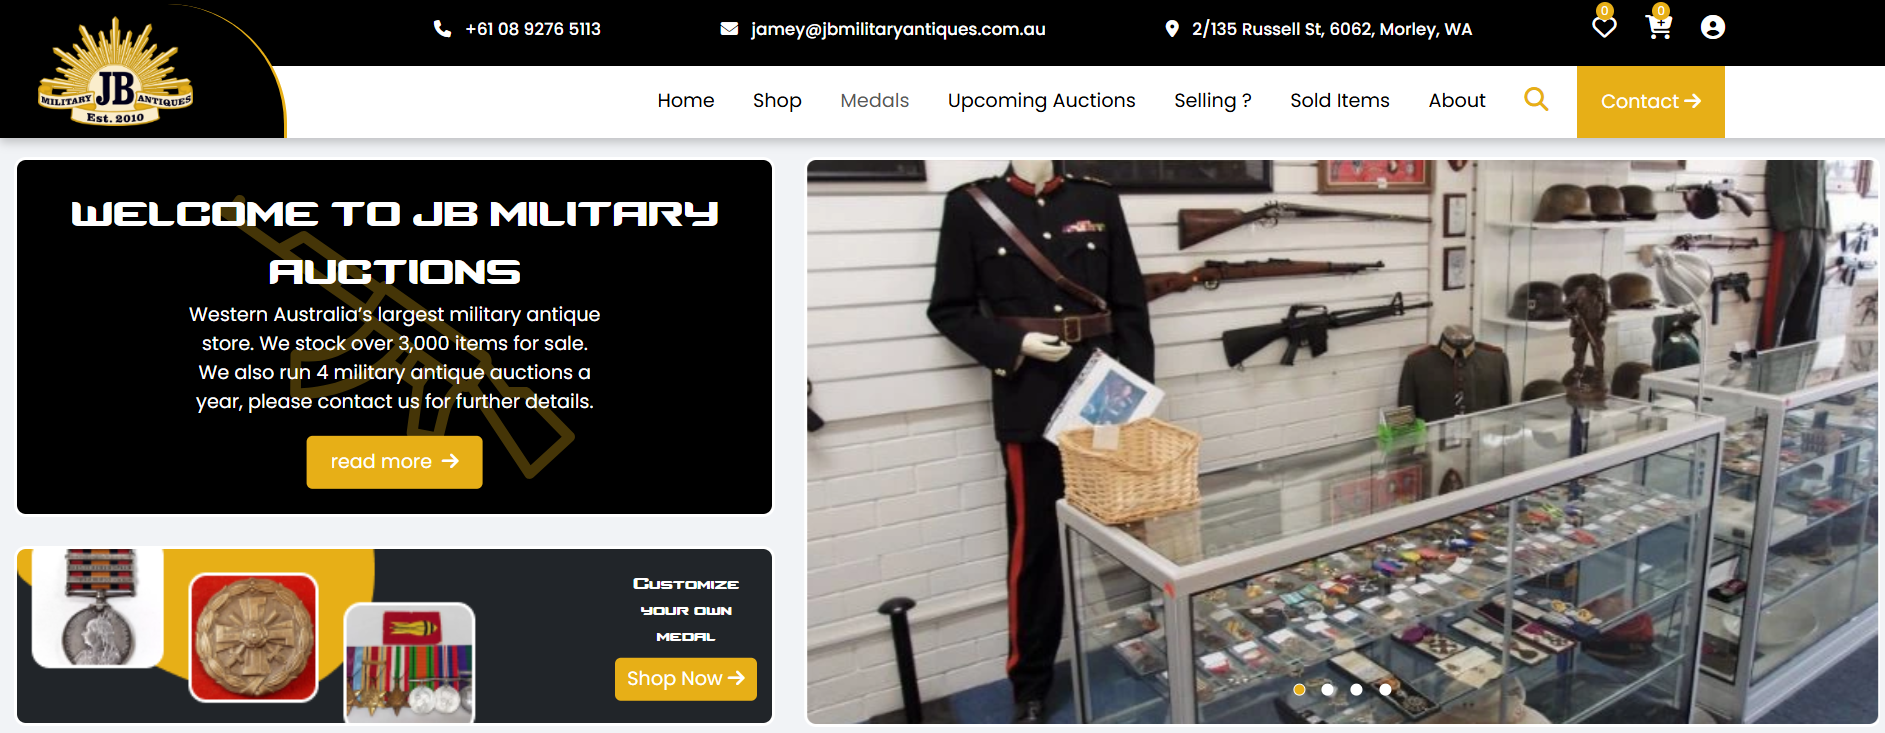 JB
MILITARY ANTIQUES
Est. 2010
+61 08 9276 5113
jamey@jbmilitaryantiques.com.au
2/135 Russell St, 6062, Morley, WA
0
0
Home
Shop
Medals
Upcoming Auctions
Selling ?
Sold Items
About
Contact
WELCOME TO JB MILITARY
AUCTIONS
Western Australia’s largest military antique
store. We stock over 3,000 items for sale.
We also run 4 military antique auctions a
year, please contact us for further details.
read more
Customize
your own
medal
Shop Now